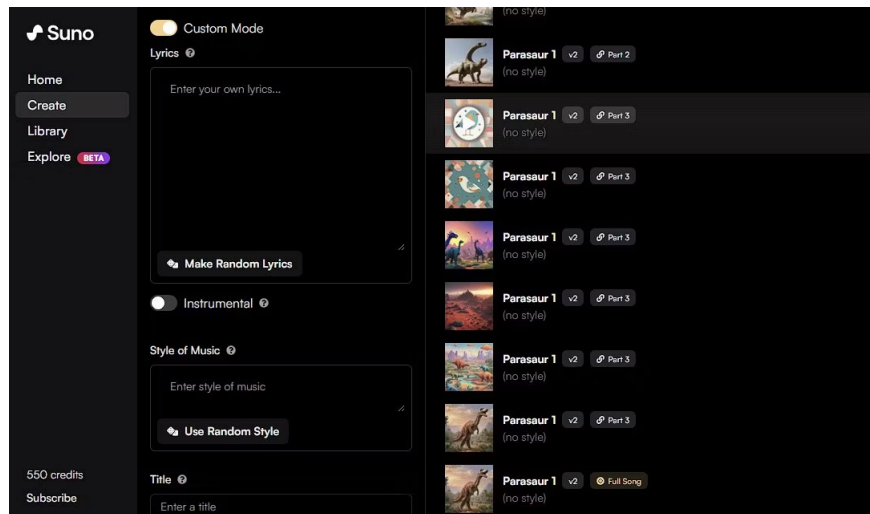 Suno
Home
Create
Library
Explore BETA
550 credits
Subscribe
Custom Mode
Lyrics
Enter your own lyrics...
Make Random Lyrics
Instrumental
Style of Music
Enter style of music
Use Random Style
Title
Enter a title
(no style)
Parasaur 1 v2 Part 2
(no style)
Parasaur 1 v2 Part 3
(no style)
Parasaur 1 v2 Part 3
(no style)
Parasaur 1 v2 Part 3
(no style)
Parasaur 1 v2 Part 3
(no style)
Parasaur 1 v2 Part 3
(no style)
Parasaur 1 v2 Part 3
(no style)
Parasaur 1 v2 Full Song
(no style)